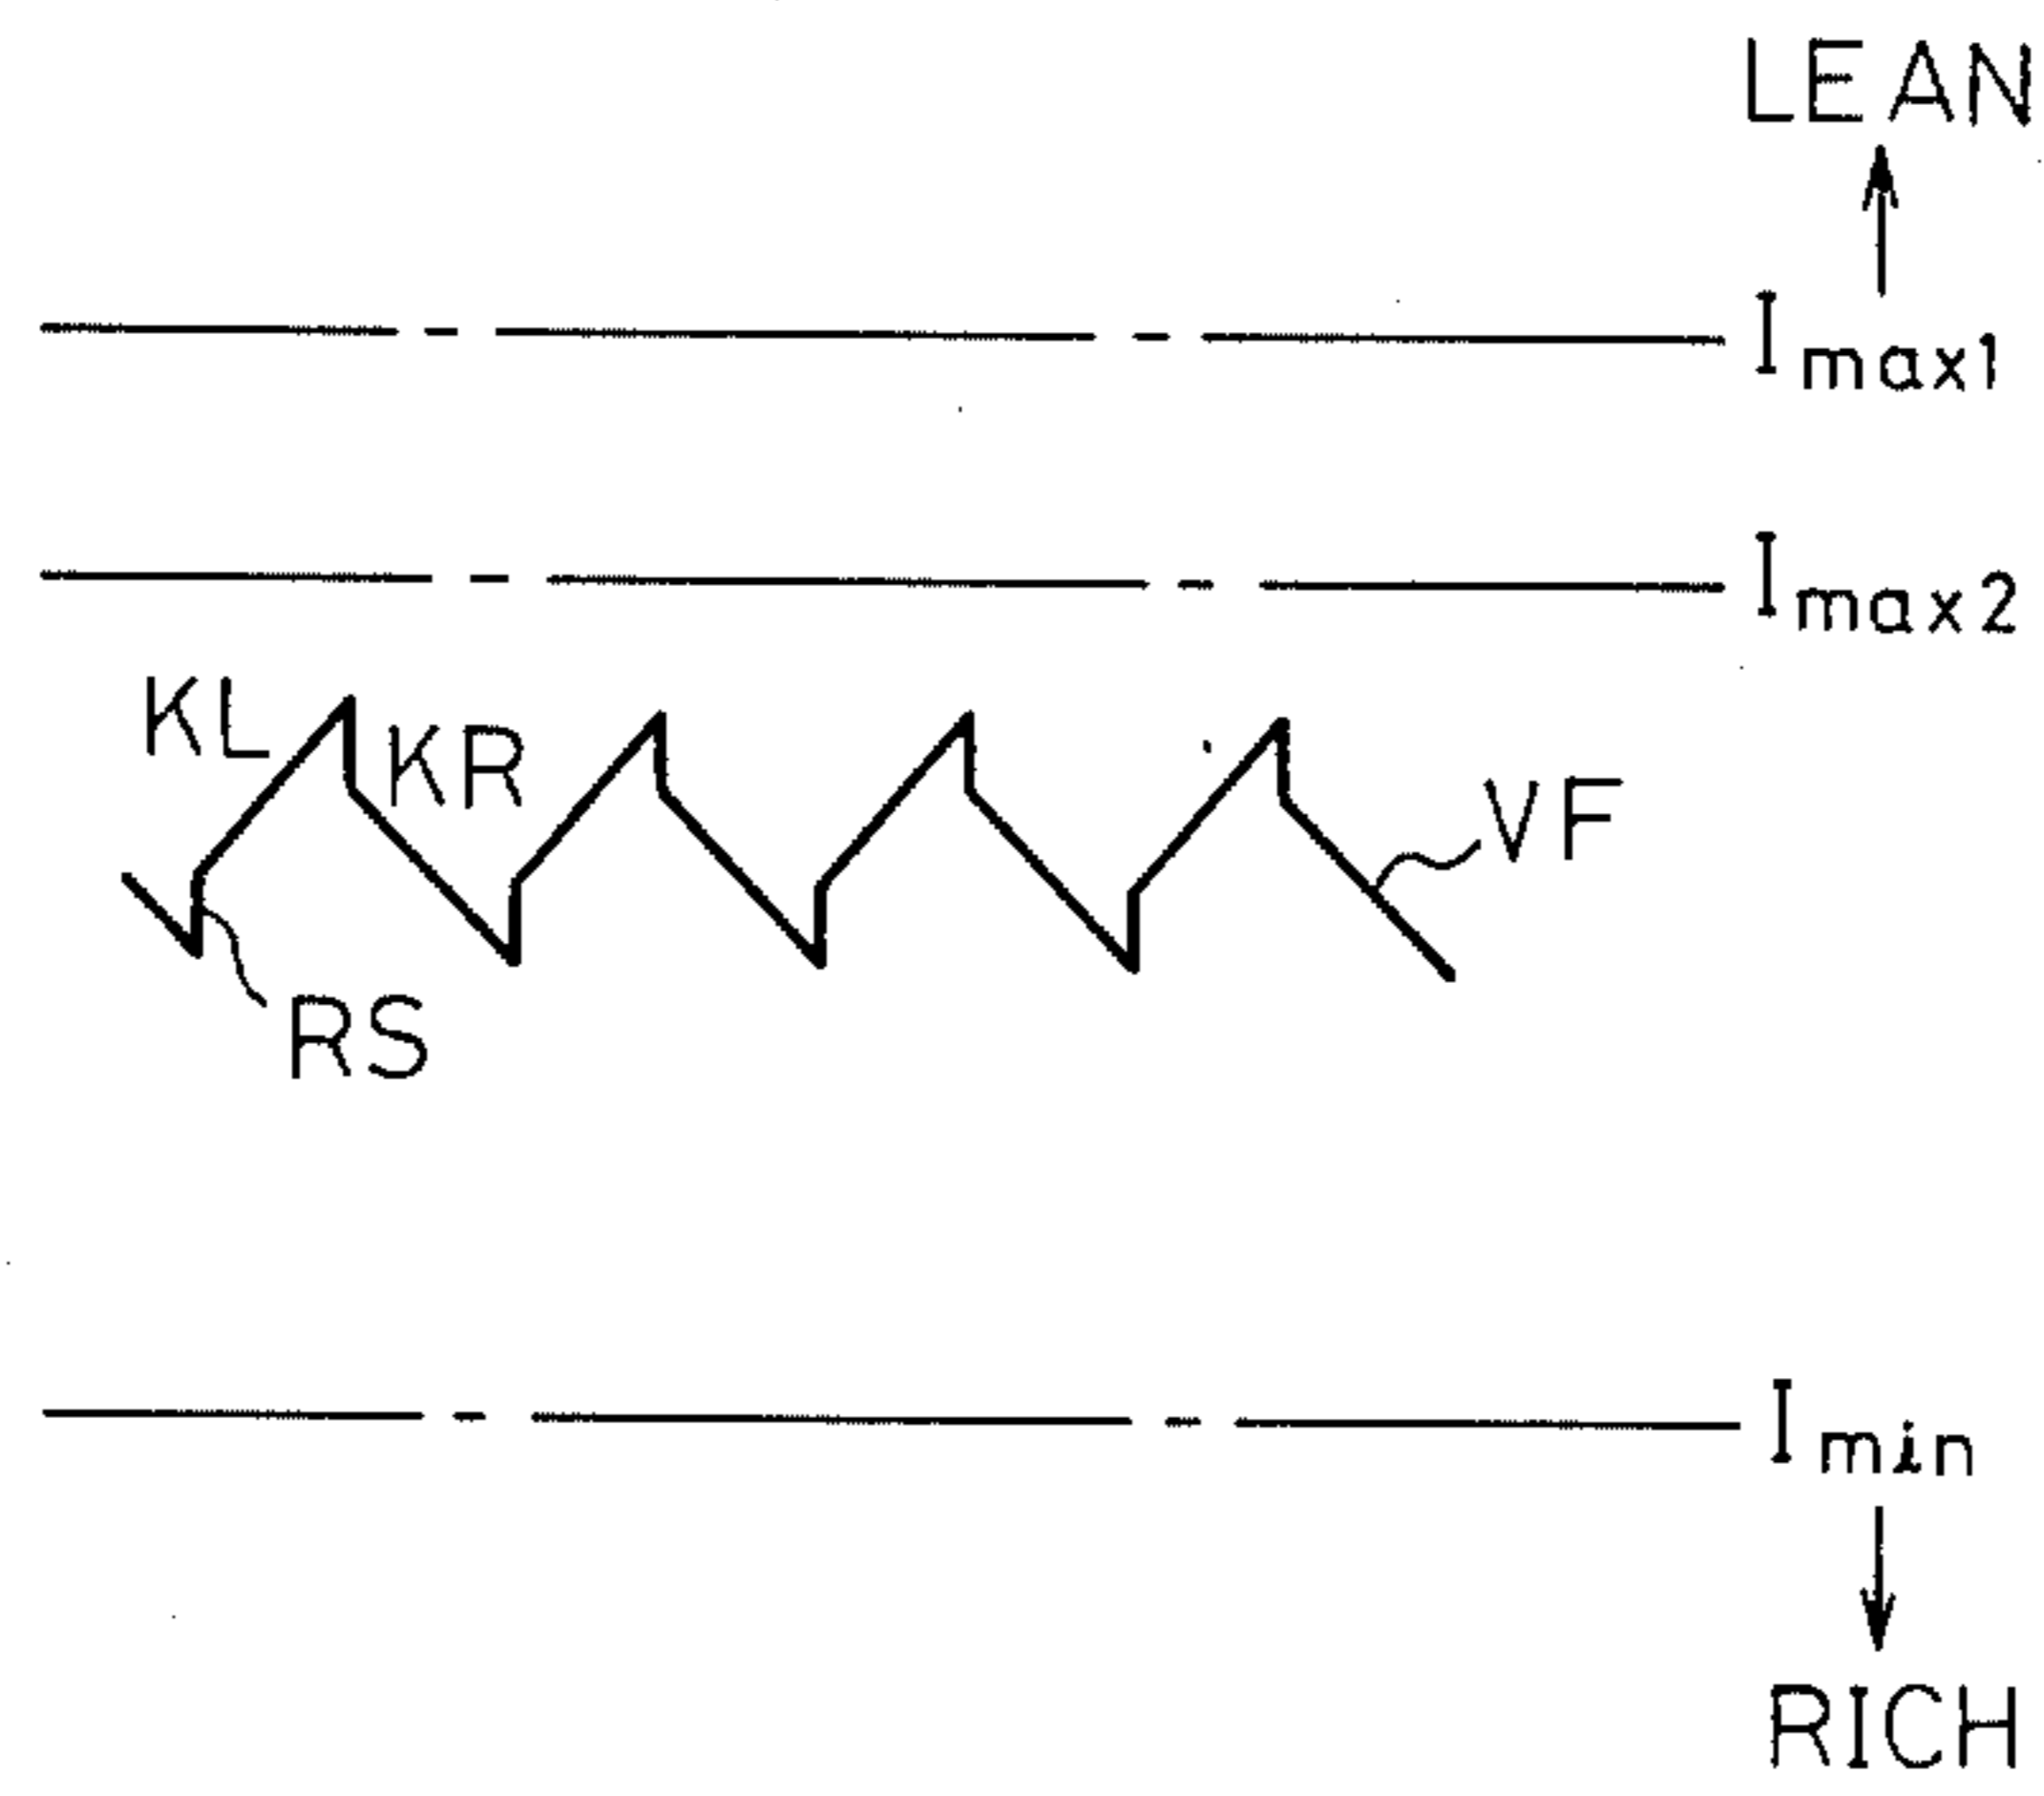 LEAN
Imax1
Imax2
KL
KR
VF
RS
Imin
RICH